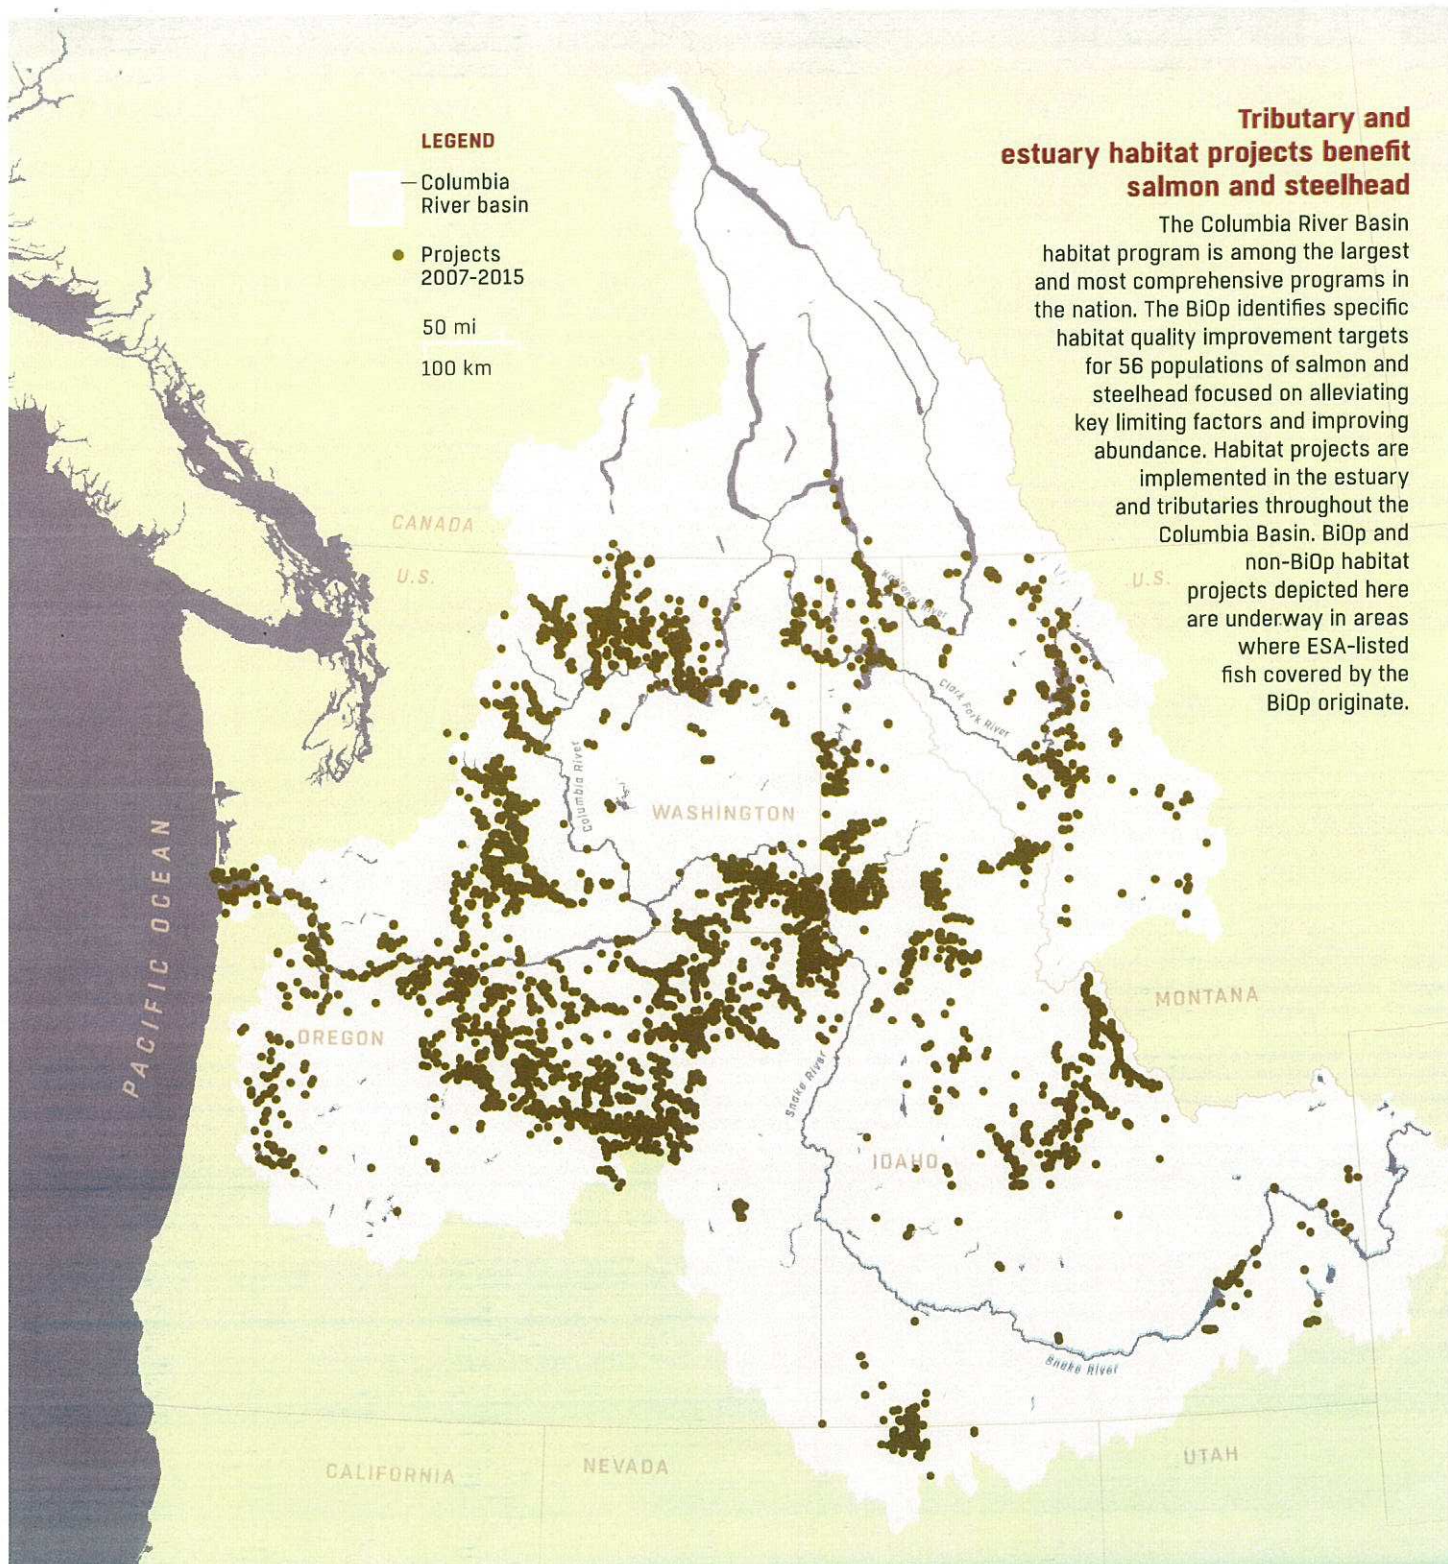 Tributary and
estuary habitat projects benefit
salmon and steelhead
The Columbia River Basin
habitat program is among the largest
and most comprehensive programs in
the nation. The BiOp identifies specific
habitat quality improvement targets
for 56 populations of salmon and
steelhead focused on alleviating
key limiting factors and improving
abundance. Habitat projects are
implemented in the estuary
and tributaries throughout the
Columbia Basin. BiOp and
non-BiOp habitat
projects depicted here
are underway in areas
where ESA-listed
fish covered by the
BiOp originate.
LEGEND
Columbia
River basin
Projects
2007-2015
50 mi
100 km
CANADA
U.S.
U.S.
Kootenai River
Clark Fork River
Columbia River
WASHINGTON
PACIFIC OCEAN
MONTANA
OREGON
Snake River
IDAHO
Snake River
CALIFORNIA
NEVADA
UTAH